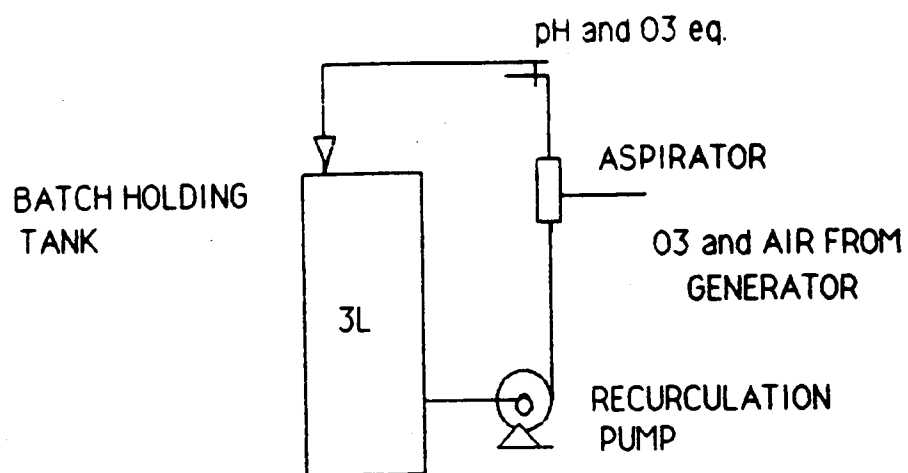 pH and O3 eq.
ASPIRATOR
BATCH HOLDING
TANK
O3 and AIR FROM
GENERATOR
3L
RECURCULATION
PUMP